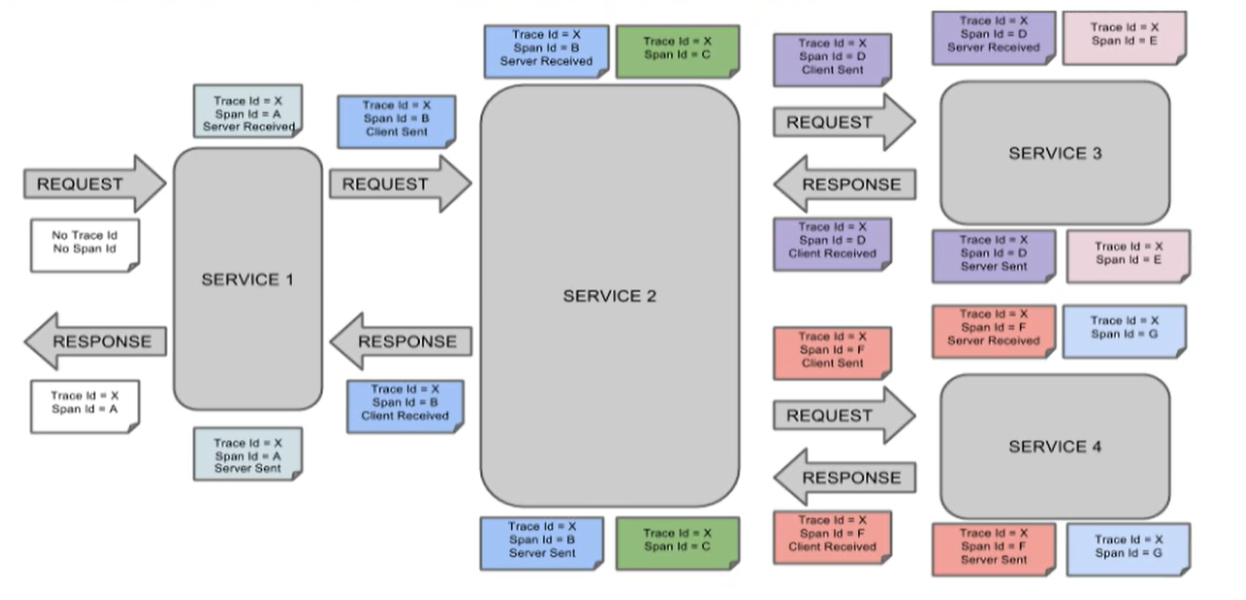 Trace Id = X
Span Id = B
Server Received
Trace Id = X
Span Id = C
Trace Id = X
Span Id = D
Client Sent
Trace Id = X
Span Id = D
Server Received
Trace Id = X
Span Id = E
Trace Id = X
Span Id = A
Server Received
Trace Id = X
Span Id = B
Client Sent
REQUEST
REQUEST
REQUEST
SERVICE 3
RESPONSE
No Trace Id
No Span Id
Trace Id = X
Span Id = D
Client Received
Trace Id = X
Span Id = D
Server Sent
Trace Id = X
Span Id = E
SERVICE 1
SERVICE 2
Trace Id = X
Span Id = F
Client Sent
Trace Id = X
Span Id = F
Server Received
Trace Id = X
Span Id = G
RESPONSE
RESPONSE
Trace Id = X
Span Id = A
Trace Id = X
Span Id = B
Client Received
REQUEST
SERVICE 4
RESPONSE
Trace Id = X
Span Id = A
Server Sent
Trace Id = X
Span Id = B
Server Sent
Trace Id = X
Span Id = C
Trace Id = X
Span Id = F
Client Received
Trace Id = X
Span Id = F
Server Sent
Trace Id = X
Span Id = G